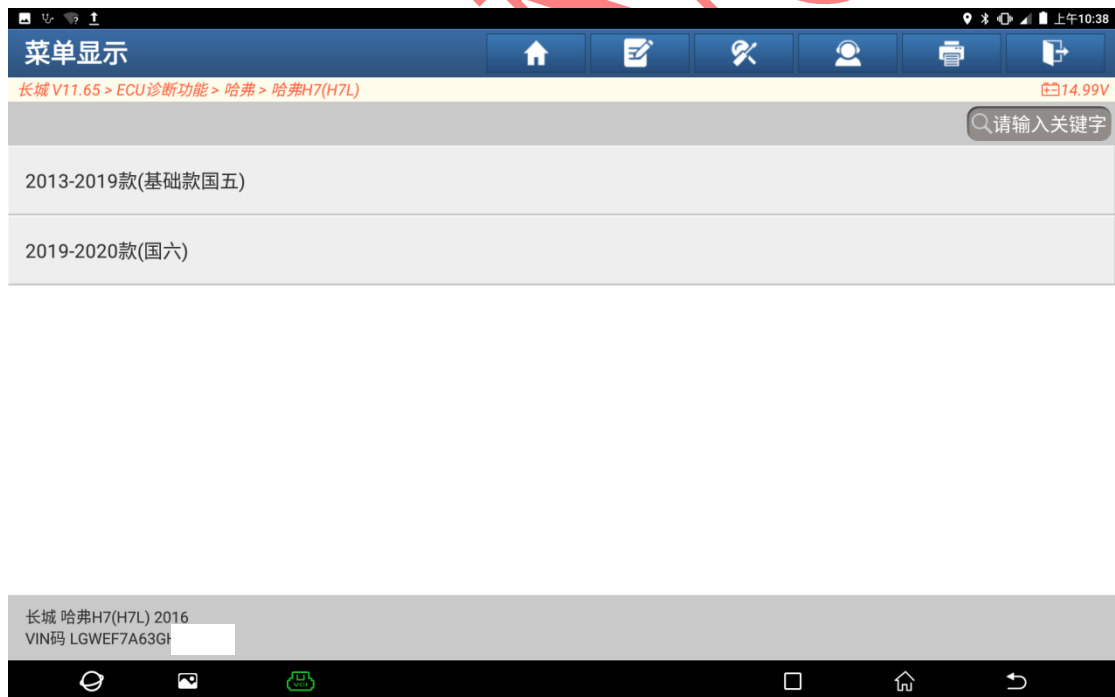 上午10:38
菜单显示
长城 V11.65 > ECU诊断功能 > 哈弗 > 哈弗H7(H7L)
14.99V
请输入关键字
2013-2019款(基础款国五)
2019-2020款(国六)
长城 哈弗H7(H7L) 2016
VIN码 LGWEF7A63G
VCI